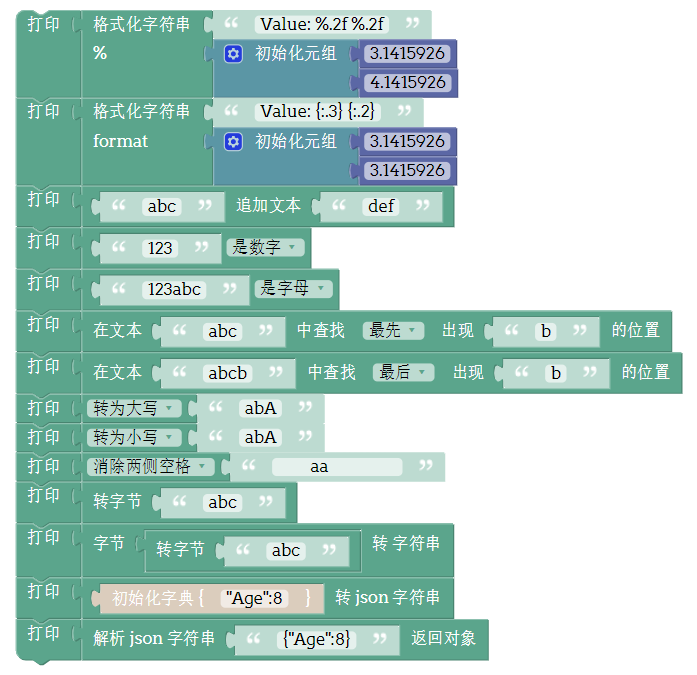 打印 格式化字符串 “ Value: %.2f %.2f ”
% 初始化元组 3.1415926
4.1415926
打印 格式化字符串 “ Value: {:.3} {:.2} ”
format 初始化元组 3.1415926
3.1415926
打印 “ abc ” 追加文本 “ def ”
打印 “ 123 ” 是数字
打印 “ 123abc ” 是字母
打印 在文本 “ abc ” 中查找 最先 出现 “ b ” 的位置
打印 在文本 “ abcb ” 中查找 最后 出现 “ b ” 的位置
打印 转为大写 “ abA ”
打印 转为小写 “ abA ”
打印 消除两侧空格 “ aa ”
打印 转字节 “ abc ”
打印 字节 转字节 “ abc ” 转 字符串
打印 初始化字典 { "Age":8 } 转 json 字符串
打印 解析 json 字符串 “ {"Age":8} ” 返回对象